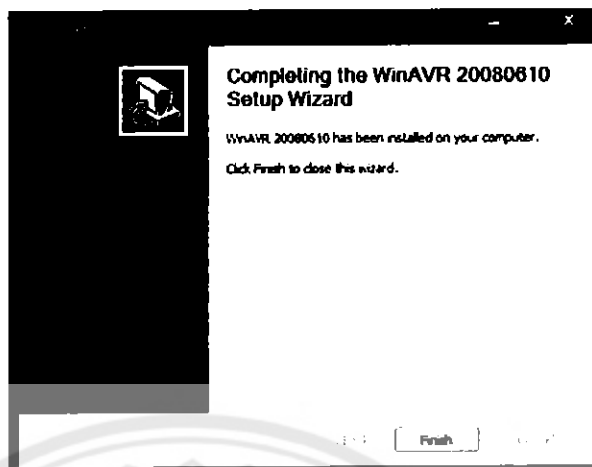 Completing the WinAVR 20080610
Setup Wizard
WinAVR 20080610 has been installed on your computer.
Click Finish to close this wizard.
Finish